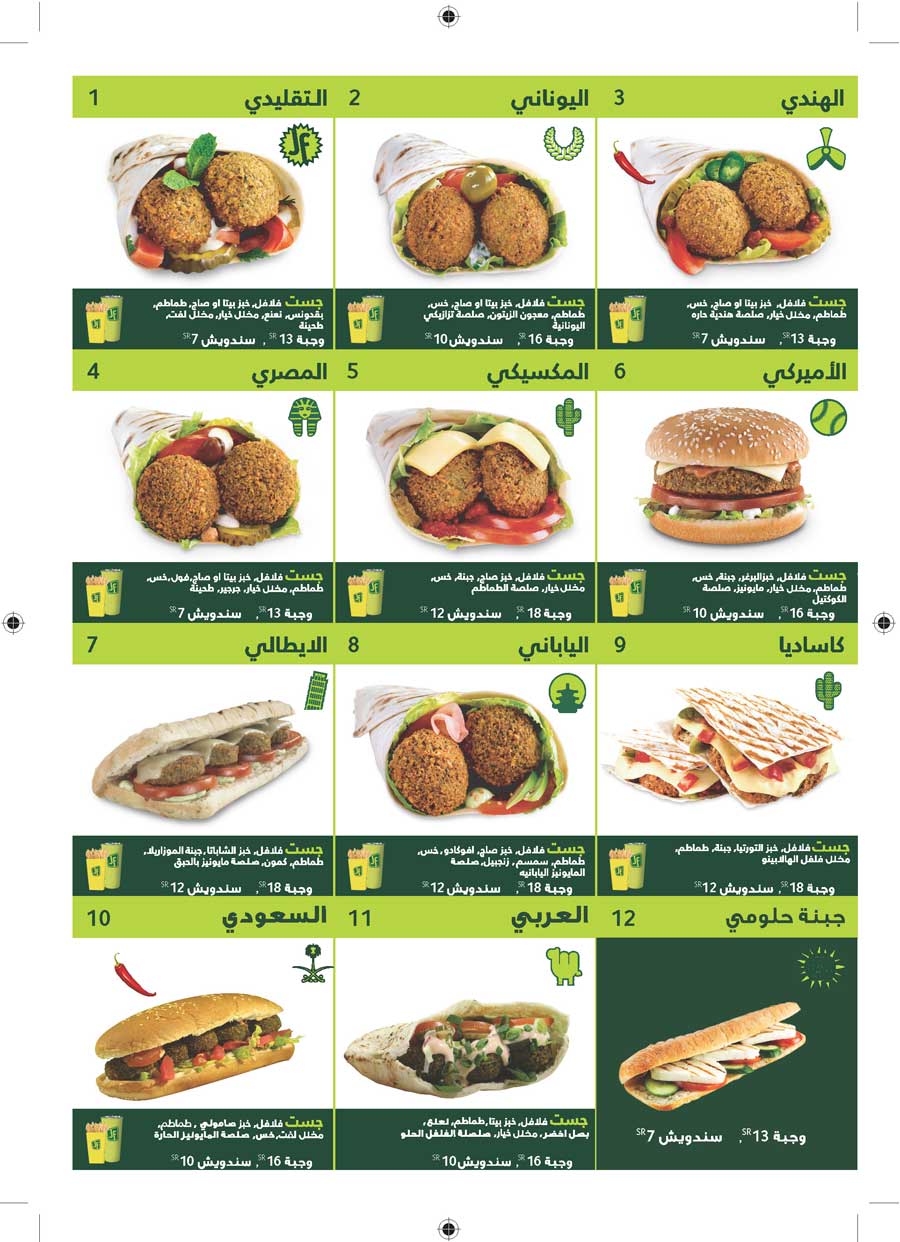 التقليدي 1
جست فلافل، خبز بيتا او صاج، طماطم،
بقدونس، نعنع، مخلل خيار، مخلل لفت،
طحينة
وجبة 13 SR، سندويش 7 SR
اليوناني 2
جست فلافل، خبز بيتا او صاج، خس،
طماطم، معجون الزيتون، صلصة تزازيكي
اليونانية
وجبة 16 SR، سندويش 10 SR
الهندي 3
جست فلافل، خبز بيتا او صاج، خس،
طماطم، مخلل خيار، صلصة هندية حاره
وجبة 13 SR، سندويش 7 SR
المصري 4
جست فلافل، خبز بيتا او صاج،فول،خس،
طماطم، مخلل خيار، جرجير، طحينة
وجبة 13 SR، سندويش 7 SR
المكسيكي 5
جست فلافل، خبز صاج، جبنة، خس،
مخلل خيار، صلصة الطماطم
وجبة 18 SR، سندويش 12 SR
الأميركي 6
جست فلافل، خبزالبرغر، جبنة، خس،
طماطم، مخلل خيار، مايونيز، صلصة
الكوكتيل
وجبة 16 SR، سندويش 10 SR
الايطالي 7
جست فلافل، خبز الشاباتا، جبنة الموزاريلا،
طماطم، كمون، صلصة مايونيز بالحبق
وجبة 18 SR، سندويش 12 SR
الياباني 8
جست فلافل، خبز صاج، افوكادو، خس،
طماطم، سمسم، زنجبيل، صلصة
المايونيز اليابانيه
وجبة 18 SR، سندويش 12 SR
كاساديا 9
جست فلافل، خبز التورتيا، جبنة، طماطم،
مخلل فلفل الهالابينو
وجبة 18 SR، سندويش 12 SR
السعودي 10
جست فلافل، خبز صامولي، طماطم،
مخلل لفت، خس، صلصة المايونيز الحارة
وجبة 16 SR، سندويش 10 SR
العربي 11
جست فلافل، خبز بيتا،طماطم، نعنع،
بصل اخضر، مخلل خيار، صلصلة الفلفل الحلو
وجبة 16 SR، سندويش 10 SR
جبنة حلومي 12
وجبة 13 SR، سندويش 7 SR